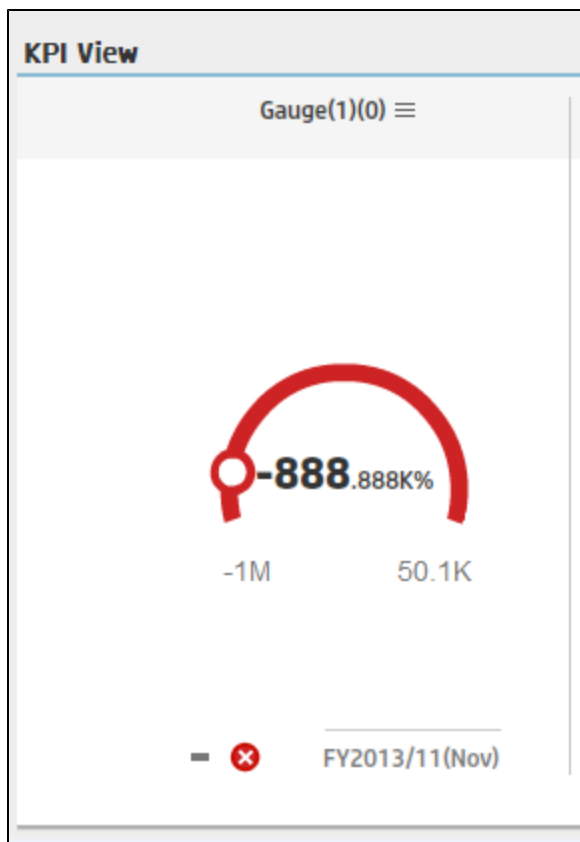 KPI View
Gauge(1)(0)
-888.888K%
-1M 50.1K
FY2013/11(Nov)